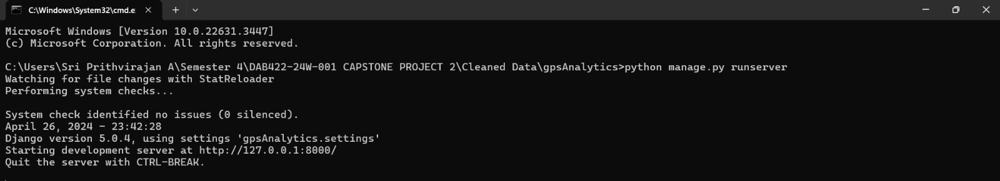 C:\Windows\System32\cmd.e
Microsoft Windows [Version 10.0.22631.3447]
(c) Microsoft Corporation. All rights reserved.
C:\Users\Sri Prithvirajan A\Semester 4\DAB422-24W-001 CAPSTONE PROJECT 2\Cleaned Data\gpsAnalytics>python manage.py runserver
Watching for file changes with StatReloader
Performing system checks...
System check identified no issues (0 silenced).
April 26, 2024 - 23:42:28
Django version 5.0.4, using settings 'gpsAnalytics.settings'
Starting development server at http://127.0.0.1:8000/
Quit the server with CTRL-BREAK.